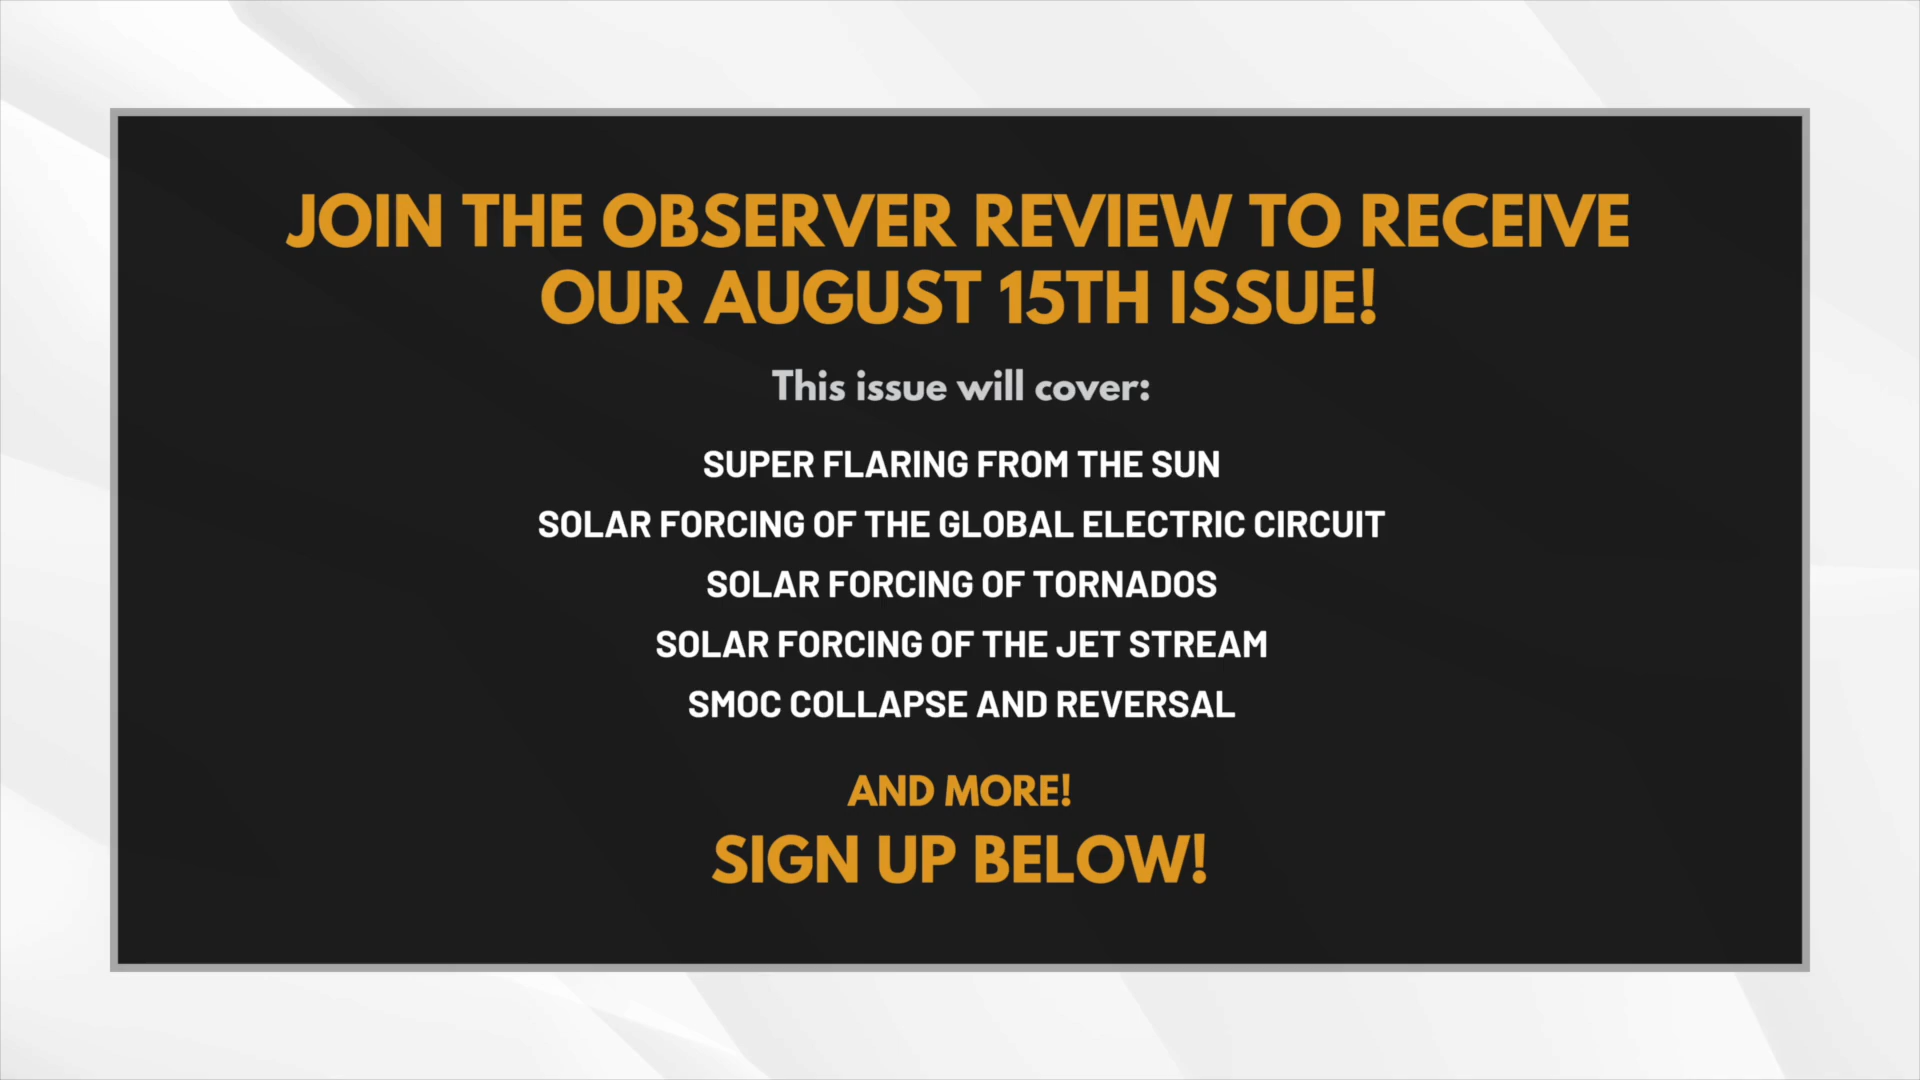 JOIN THE OBSERVER REVIEW TO RECEIVE
OUR AUGUST 15TH ISSUE!
This issue will cover:
SUPER FLARING FROM THE SUN
SOLAR FORCING OF THE GLOBAL ELECTRIC CIRCUIT
SOLAR FORCING OF TORNADOS
SOLAR FORCING OF THE JET STREAM
SMOC COLLAPSE AND REVERSAL
AND MORE!
SIGN UP BELOW!